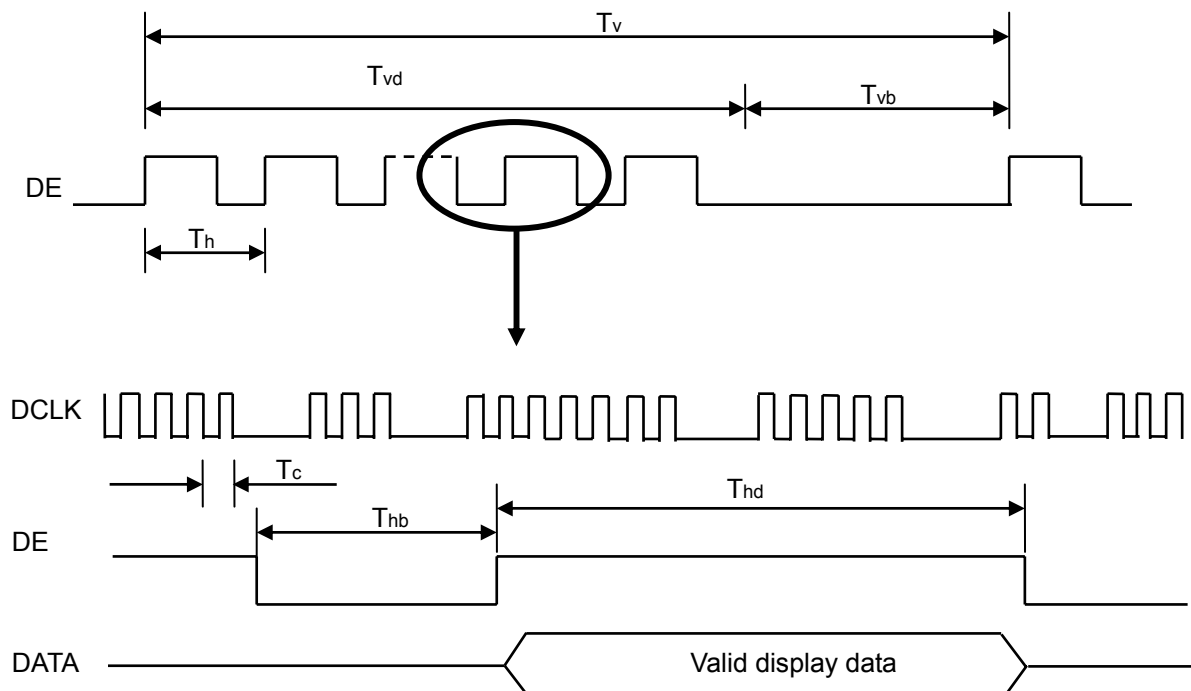 Tv
Tvd
Tvb
DE
Th
DCLK
Tc
Thd
Thb
DE
DATA
Valid display data